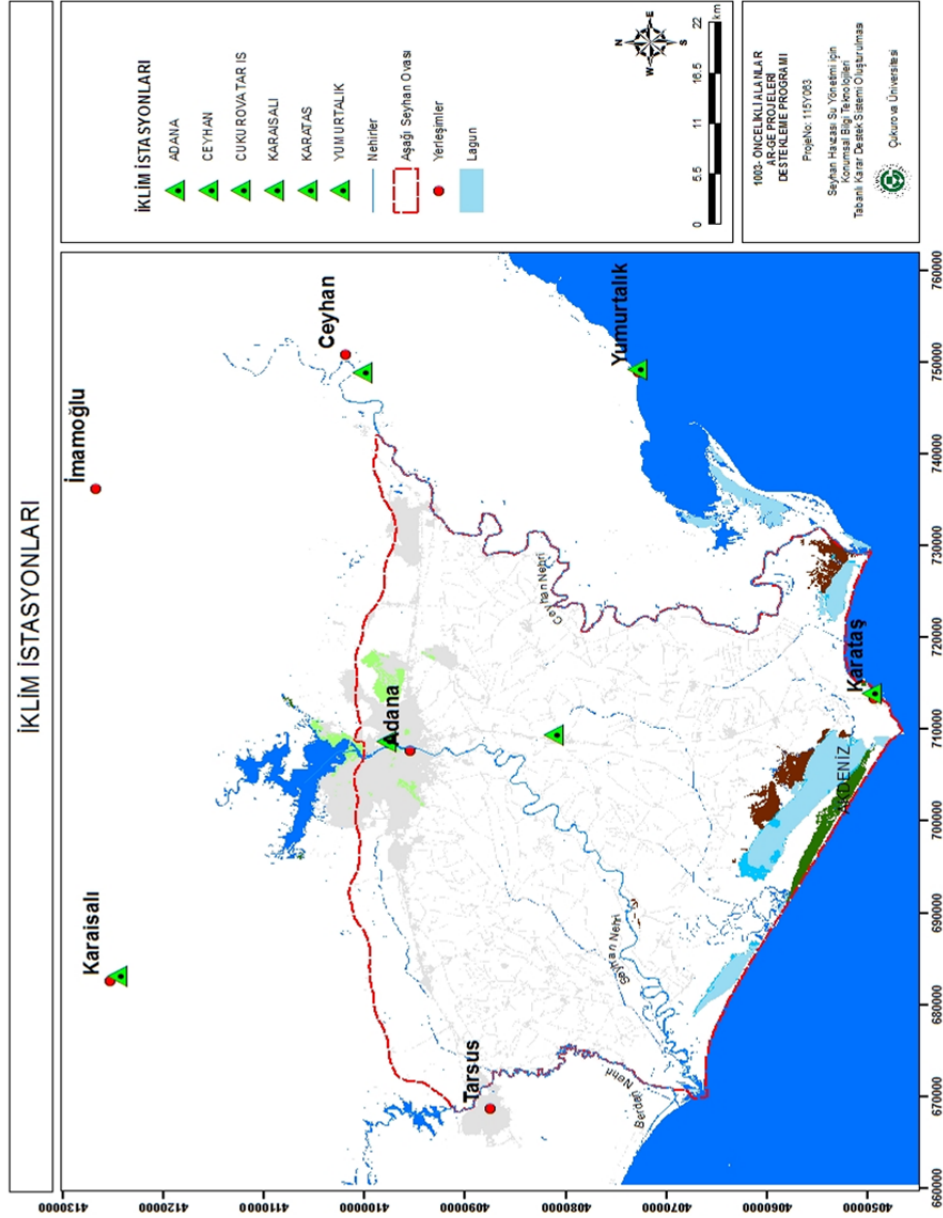 İKLİM İSTASYONLARI
İmamoğlu
Karaisalı
Ceyhan
Adana
Tarsus
Yumurtalık
Karataş
Ceyhan Nehri
Seyhan Nehri
Berdan Nehri
AKDENİZ
4130000
4120000
4110000
4100000
4090000
4080000
4070000
4060000
4050000
6600000
670000
680000
690000
700000
710000
720000
730000
740000
750000
760000
İKLİM İSTASYONLARI
ADANA
CEYHAN
CUKUROVA TAR IS
KARAISALI
KARATAS
YUMURTALIK
Nehirler
Aşağı Seyhan Ovası
Yerleşimler
Lagun
N
W E
S
0 5.5 11 16.5 22
km
1003- ÖNCELİKLİ ALANLAR
AR-GE PROJELERİ
DESTEKLEME PROGRAMI
ProjeNo: 115Y063
Seyhan Havzası Su Yönetimi için
Konumsal Bilgi Teknolojileri
Tabanlı Karar Destek Sistemi Oluşturulması
Çukurova Üniversitesi